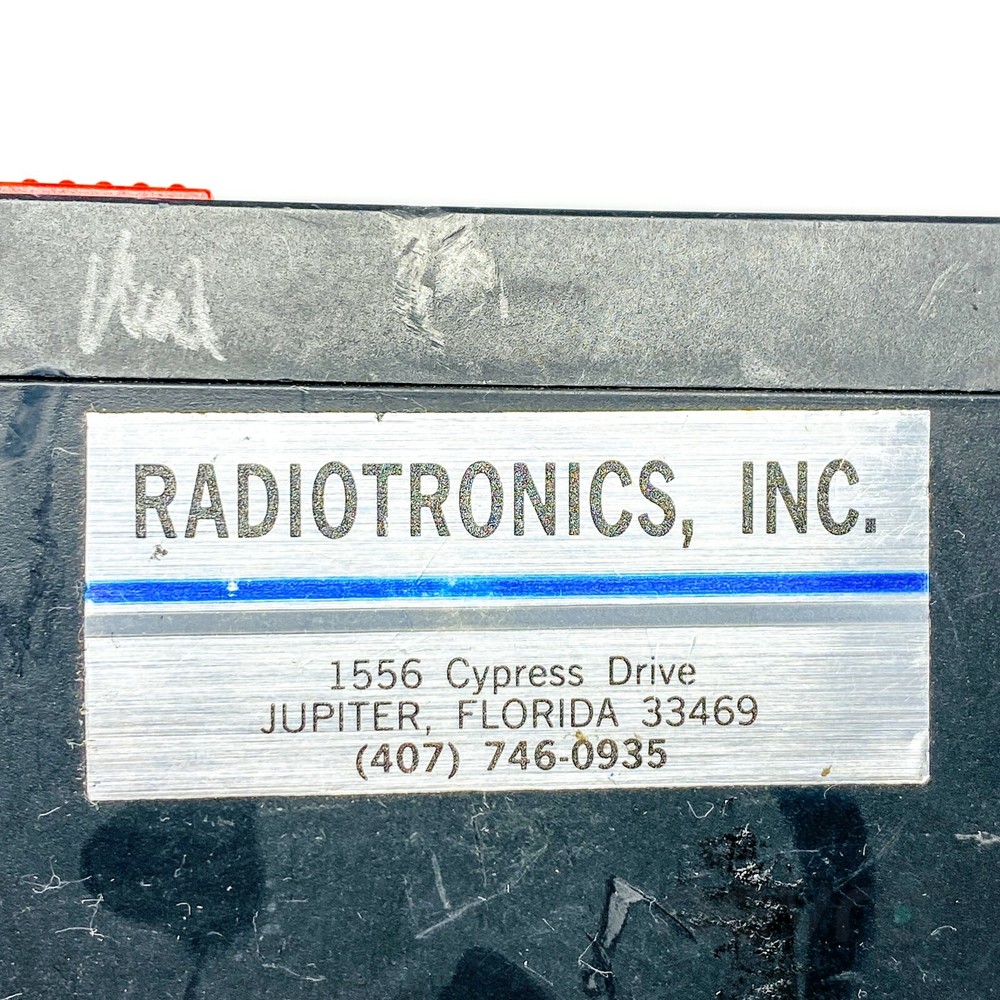 RADIOTRONICS, INC.
1556 Cypress Drive
JUPITER, FLORIDA 33469
(407) 746-0935